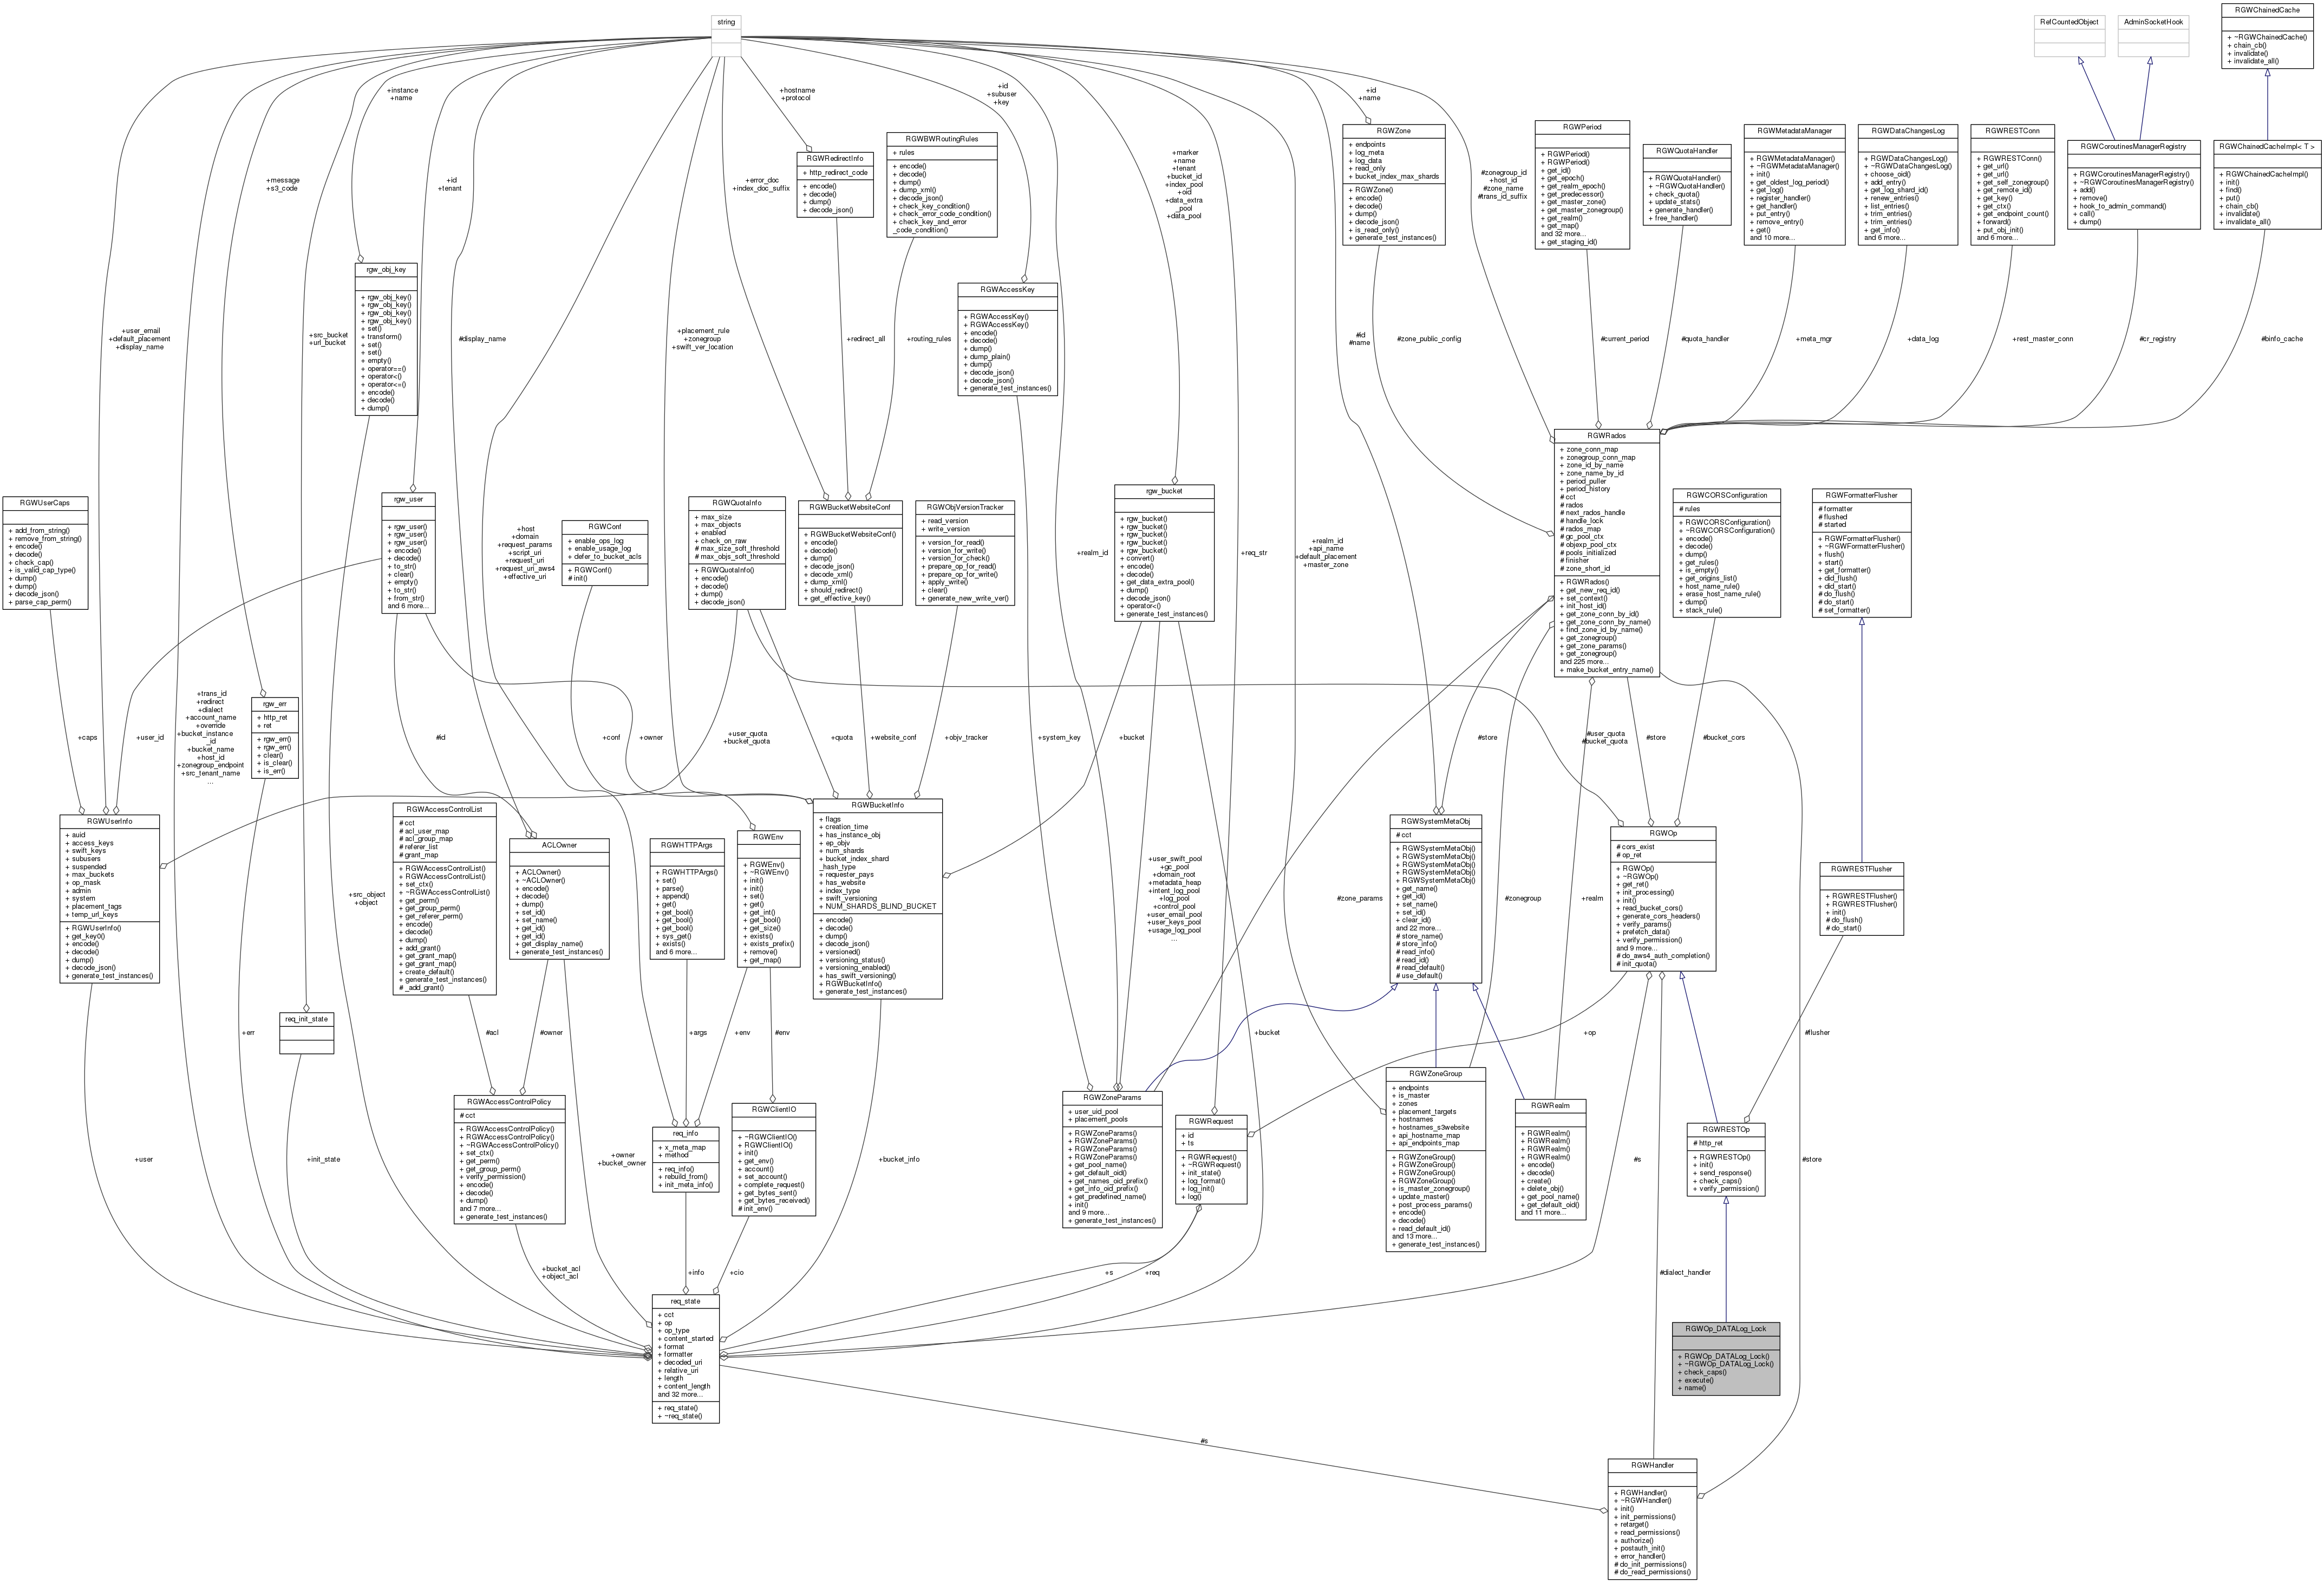 string
RefCountedObject
AdminSocketHook
RGWChainedCache
+ ~RGWChainedCache()
+ chain_cb()
+ invalidate()
+ invalidate_all()
+instance
+name
+hostname
+protocol
+id
+subuser
+key
+id
+name
RGWBWRoutingRules
+ rules
+ encode()
+ decode()
+ dump()
+ dump_xml()
+ decode_json()
+ check_key_condition()
+ check_error_code_condition()
+ check_key_and_error
_code_condition()
RGWRedirectInfo
+ http_redirect_code
+ encode()
+ decode()
+ dump()
+ decode_json()
RGWZone
+ endpoints
+ log_meta
+ log_data
+ read_only
+ bucket_index_max_shards
+ RGWZone()
+ encode()
+ decode()
+ dump()
+ decode_json()
+ is_read_only()
+ generate_test_instances()
RGWPeriod
+ RGWPeriod()
+ RGWPeriod()
+ get_id()
+ get_epoch()
+ get_realm_epoch()
+ get_predecessor()
+ get_master_zone()
+ get_master_zonegroup()
+ get_realm()
+ get_map()
and 32 more...
+ get_staging_id()
RGWQuotaHandler
+ RGWQuotaHandler()
+ ~RGWQuotaHandler()
+ check_quota()
+ update_stats()
+ generate_handler()
+ free_handler()
RGWMetadataManager
+ RGWMetadataManager()
+ ~RGWMetadataManager()
+ init()
+ get_oldest_log_period()
+ get_log()
+ register_handler()
+ get_handler()
+ put_entry()
+ remove_entry()
+ get()
and 10 more...
RGWDataChangesLog
+ RGWDataChangesLog()
+ ~RGWDataChangesLog()
+ choose_oid()
+ add_entry()
+ get_log_shard_id()
+ renew_entries()
+ list_entries()
+ trim_entries()
+ trim_entries()
+ get_info()
and 6 more...
RGWRESTConn
+ RGWRESTConn()
+ get_url()
+ get_url()
+ get_self_zonegroup()
+ get_remote_id()
+ get_key()
+ get_ctx()
+ get_endpoint_count()
+ forward()
+ put_obj_init()
and 6 more...
RGWCoroutinesManagerRegistry
+ RGWCoroutinesManagerRegistry()
+ ~RGWCoroutinesManagerRegistry()
+ add()
+ remove()
+ hook_to_admin_command()
+ call()
+ dump()
RGWChainedCacheImpl< T >
+ RGWChainedCacheImpl()
+ init()
+ find()
+ put()
+ chain_cb()
+ invalidate()
+ invalidate_all()
+message
+s3_code
+id
+tenant
+error_doc
+index_doc_suffix
+marker
+name
+tenant
+bucket_id
+index_pool
+oid
+data_extra
_pool
+data_pool
#zonegroup_id
+host_id
#zone_name
#trans_id_suffix
rgw_obj_key
+ rgw_obj_key()
+ rgw_obj_key()
+ rgw_obj_key()
+ rgw_obj_key()
+ set()
+ transform()
+ set()
+ set()
+ empty()
+ operator==()
+ operator<()
+ operator<=()
+ encode()
+ decode()
+ dump()
RGWAccessKey
+ RGWAccessKey()
+ RGWAccessKey()
+ encode()
+ decode()
+ dump()
+ dump_plain()
+ dump()
+ decode_json()
+ decode_json()
+ generate_test_instances()
+user_email
+default_placement
+display_name
+src_bucket
+url_bucket
#display_name
+placement_rule
+zonegroup
+swift_ver_location
+redirect_all
+routing_rules
#id
#name
#zone_public_config
#current_period
#quota_handler
+meta_mgr
+data_log
+rest_master_conn
#cr_registry
#binfo_cache
RGWRados
+ zone_conn_map
+ zonegroup_conn_map
+ zone_id_by_name
+ zone_name_by_id
+ period_puller
+ period_history
# cct
# rados
# next_rados_handle
# handle_lock
# rados_map
# gc_pool_ctx
# objexp_pool_ctx
# pools_initialized
# finisher
# zone_short_id
+ RGWRados()
+ get_new_req_id()
+ set_context()
+ init_host_id()
+ get_zone_conn_by_id()
+ get_zone_conn_by_name()
+ find_zone_id_by_name()
+ get_zonegroup()
+ get_zone_params()
+ get_zonegroup()
and 225 more...
+ make_bucket_entry_name()
RGWUserCaps
+ add_from_string()
+ remove_from_string()
+ encode()
+ decode()
+ check_cap()
+ is_valid_cap_type()
+ dump()
+ dump()
+ decode_json()
+ parse_cap_perm()
rgw_user
+ rgw_user()
+ rgw_user()
+ rgw_user()
+ encode()
+ decode()
+ to_str()
+ clear()
+ empty()
+ to_str()
+ from_str()
and 6 more...
+host
+domain
+request_params
+script_uri
+request_uri
+request_uri_aws4
+effective_uri
RGWConf
+ enable_ops_log
+ enable_usage_log
+ defer_to_bucket_acls
+ RGWConf()
# init()
RGWQuotaInfo
+ max_size
+ max_objects
+ enabled
+ check_on_raw
# max_size_soft_threshold
# max_objs_soft_threshold
+ RGWQuotaInfo()
+ encode()
+ decode()
+ dump()
+ decode_json()
RGWBucketWebsiteConf
+ RGWBucketWebsiteConf()
+ encode()
+ decode()
+ dump()
+ decode_json()
+ decode_xml()
+ dump_xml()
+ should_redirect()
+ get_effective_key()
RGWObjVersionTracker
+ read_version
+ write_version
+ version_for_read()
+ version_for_write()
+ version_for_check()
+ prepare_op_for_read()
+ prepare_op_for_write()
+ apply_write()
+ clear()
+ generate_new_write_ver()
+realm_id
rgw_bucket
+ rgw_bucket()
+ rgw_bucket()
+ rgw_bucket()
+ rgw_bucket()
+ rgw_bucket()
+ convert()
+ encode()
+ decode()
+ get_data_extra_pool()
+ dump()
+ decode_json()
+ operator<()
+ generate_test_instances()
+req_str
+realm_id
+api_name
+default_placement
+master_zone
RGWCORSConfiguration
# rules
+ RGWCORSConfiguration()
+ ~RGWCORSConfiguration()
+ encode()
+ decode()
+ dump()
+ get_rules()
+ is_empty()
+ get_origins_list()
+ host_name_rule()
+ erase_host_name_rule()
+ dump()
+ stack_rule()
RGWFormatterFlusher
# formatter
# flushed
# started
+ RGWFormatterFlusher()
+ ~RGWFormatterFlusher()
+ flush()
+ start()
+ get_formatter()
+ did_flush()
+ did_start()
# do_flush()
# do_start()
# set_formatter()
+trans_id
+redirect
+dialect
+account_name
+override
+bucket_instance
_id
+bucket_name
+host_id
+zonegroup_endpoint
+src_tenant_name
...
rgw_err
+ http_ret
+ ret
+ rgw_err()
+ rgw_err()
+ clear()
+ is_clear()
+ is_err()
+caps
+user_id
#id
+conf
+owner
+user_quota
+bucket_quota
+quota
+website_conf
+objv_tracker
+system_key
+bucket
#store
#user_quota
#bucket_quota
#store
#bucket_cors
RGWUserInfo
+ auid
+ access_keys
+ swift_keys
+ subusers
+ suspended
+ max_buckets
+ op_mask
+ admin
+ system
+ placement_tags
+ temp_url_keys
+ RGWUserInfo()
+ get_key0()
+ encode()
+ decode()
+ dump()
+ decode_json()
+ generate_test_instances()
+src_object
+object
RGWAccessControlList
# cct
# acl_user_map
# acl_group_map
# referer_list
# grant_map
+ RGWAccessControlList()
+ RGWAccessControlList()
+ set_ctx()
+ ~RGWAccessControlList()
+ get_perm()
+ get_group_perm()
+ get_referer_perm()
+ encode()
+ decode()
+ dump()
+ add_grant()
+ get_grant_map()
+ get_grant_map()
+ create_default()
+ generate_test_instances()
# _add_grant()
ACLOwner
+ ACLOwner()
+ ~ACLOwner()
+ encode()
+ decode()
+ dump()
+ set_id()
+ set_name()
+ get_id()
+ get_id()
+ get_display_name()
+ generate_test_instances()
RGWHTTPArgs
+ RGWHTTPArgs()
+ set()
+ parse()
+ append()
+ get()
+ get_bool()
+ get_bool()
+ get_bool()
+ sys_get()
+ exists()
and 6 more...
RGWEnv
+ RGWEnv()
+ ~RGWEnv()
+ init()
+ init()
+ set()
+ get()
+ get_int()
+ get_bool()
+ get_size()
+ exists()
+ exists_prefix()
+ remove()
+ get_map()
RGWBucketInfo
+ flags
+ creation_time
+ has_instance_obj
+ ep_objv
+ num_shards
+ bucket_index_shard
_hash_type
+ requester_pays
+ has_website
+ index_type
+ swift_versioning
+ NUM_SHARDS_BLIND_BUCKET
+ encode()
+ decode()
+ dump()
+ decode_json()
+ versioned()
+ versioning_status()
+ versioning_enabled()
+ has_swift_versioning()
+ RGWBucketInfo()
+ generate_test_instances()
+user_swift_pool
+gc_pool
+domain_root
+metadata_heap
+intent_log_pool
+log_pool
+control_pool
+user_email_pool
+user_keys_pool
+usage_log_pool
...
#zone_params
RGWSystemMetaObj
# cct
+ RGWSystemMetaObj()
+ RGWSystemMetaObj()
+ RGWSystemMetaObj()
+ RGWSystemMetaObj()
+ RGWSystemMetaObj()
+ get_name()
+ get_id()
+ set_name()
+ set_id()
+ clear_id()
and 22 more...
# store_name()
# store_info()
# read_info()
# read_id()
# read_default()
# use_default()
#zonegroup
+realm
RGWOp
# cors_exist
# op_ret
+ RGWOp()
+ ~RGWOp()
+ get_ret()
+ init_processing()
+ init()
+ read_bucket_cors()
+ generate_cors_headers()
+ verify_params()
+ prefetch_data()
+ verify_permission()
and 9 more...
# do_aws4_auth_completion()
# init_quota()
RGWRESTFlusher
+ RGWRESTFlusher()
+ RGWRESTFlusher()
+ init()
# do_flush()
# do_start()
req_init_state
+err
#acl
#owner
+args
+env
#env
+bucket
+op
#flusher
RGWAccessControlPolicy
# cct
+ RGWAccessControlPolicy()
+ RGWAccessControlPolicy()
+ ~RGWAccessControlPolicy()
+ set_ctx()
+ get_perm()
+ get_group_perm()
+ verify_permission()
+ encode()
+ decode()
+ dump()
and 7 more...
+ generate_test_instances()
req_info
+ x_meta_map
+ method
+ req_info()
+ rebuild_from()
+ init_meta_info()
RGWClientIO
+ ~RGWClientIO()
+ RGWClientIO()
+ init()
+ get_env()
+ account()
+ set_account()
+ complete_request()
+ get_bytes_sent()
+ get_bytes_received()
# init_env()
RGWZoneParams
+ user_uid_pool
+ placement_pools
+ RGWZoneParams()
+ RGWZoneParams()
+ RGWZoneParams()
+ RGWZoneParams()
+ get_pool_name()
+ get_default_oid()
+ get_names_oid_prefix()
+ get_info_oid_prefix()
+ get_predefined_name()
+ init()
and 9 more...
+ generate_test_instances()
RGWRequest
+ id
+ ts
+ RGWRequest()
+ ~RGWRequest()
+ init_state()
+ log_format()
+ log_init()
+ log()
RGWZoneGroup
+ endpoints
+ is_master
+ zones
+ placement_targets
+ hostnames
+ hostnames_s3website
+ api_hostname_map
+ api_endpoints_map
+ RGWZoneGroup()
+ RGWZoneGroup()
+ RGWZoneGroup()
+ RGWZoneGroup()
+ is_master_zonegroup()
+ update_master()
+ post_process_params()
+ encode()
+ decode()
+ read_default_id()
and 13 more...
+ generate_test_instances()
RGWRealm
+ RGWRealm()
+ RGWRealm()
+ RGWRealm()
+ RGWRealm()
+ encode()
+ decode()
+ create()
+ delete_obj()
+ get_pool_name()
+ get_default_oid()
and 11 more...
RGWRESTOp
# http_ret
+ RGWRESTOp()
+ init()
+ send_response()
+ check_caps()
+ verify_permission()
+user
+init_state
+owner
+bucket_owner
+bucket_info
#s
#store
+bucket_acl
+object_acl
+info
+cio
+s
+req
#dialect_handler
req_state
+ cct
+ op
+ op_type
+ content_started
+ format
+ formatter
+ decoded_uri
+ relative_uri
+ length
+ content_length
and 32 more...
+ req_state()
+ ~req_state()
RGWOp_DATALog_Lock
+ RGWOp_DATALog_Lock()
+ ~RGWOp_DATALog_Lock()
+ check_caps()
+ execute()
+ name()
#s
RGWHandler
+ RGWHandler()
+ ~RGWHandler()
+ init()
+ init_permissions()
+ retarget()
+ read_permissions()
+ authorize()
+ postauth_init()
+ error_handler()
# do_init_permissions()
# do_read_permissions()